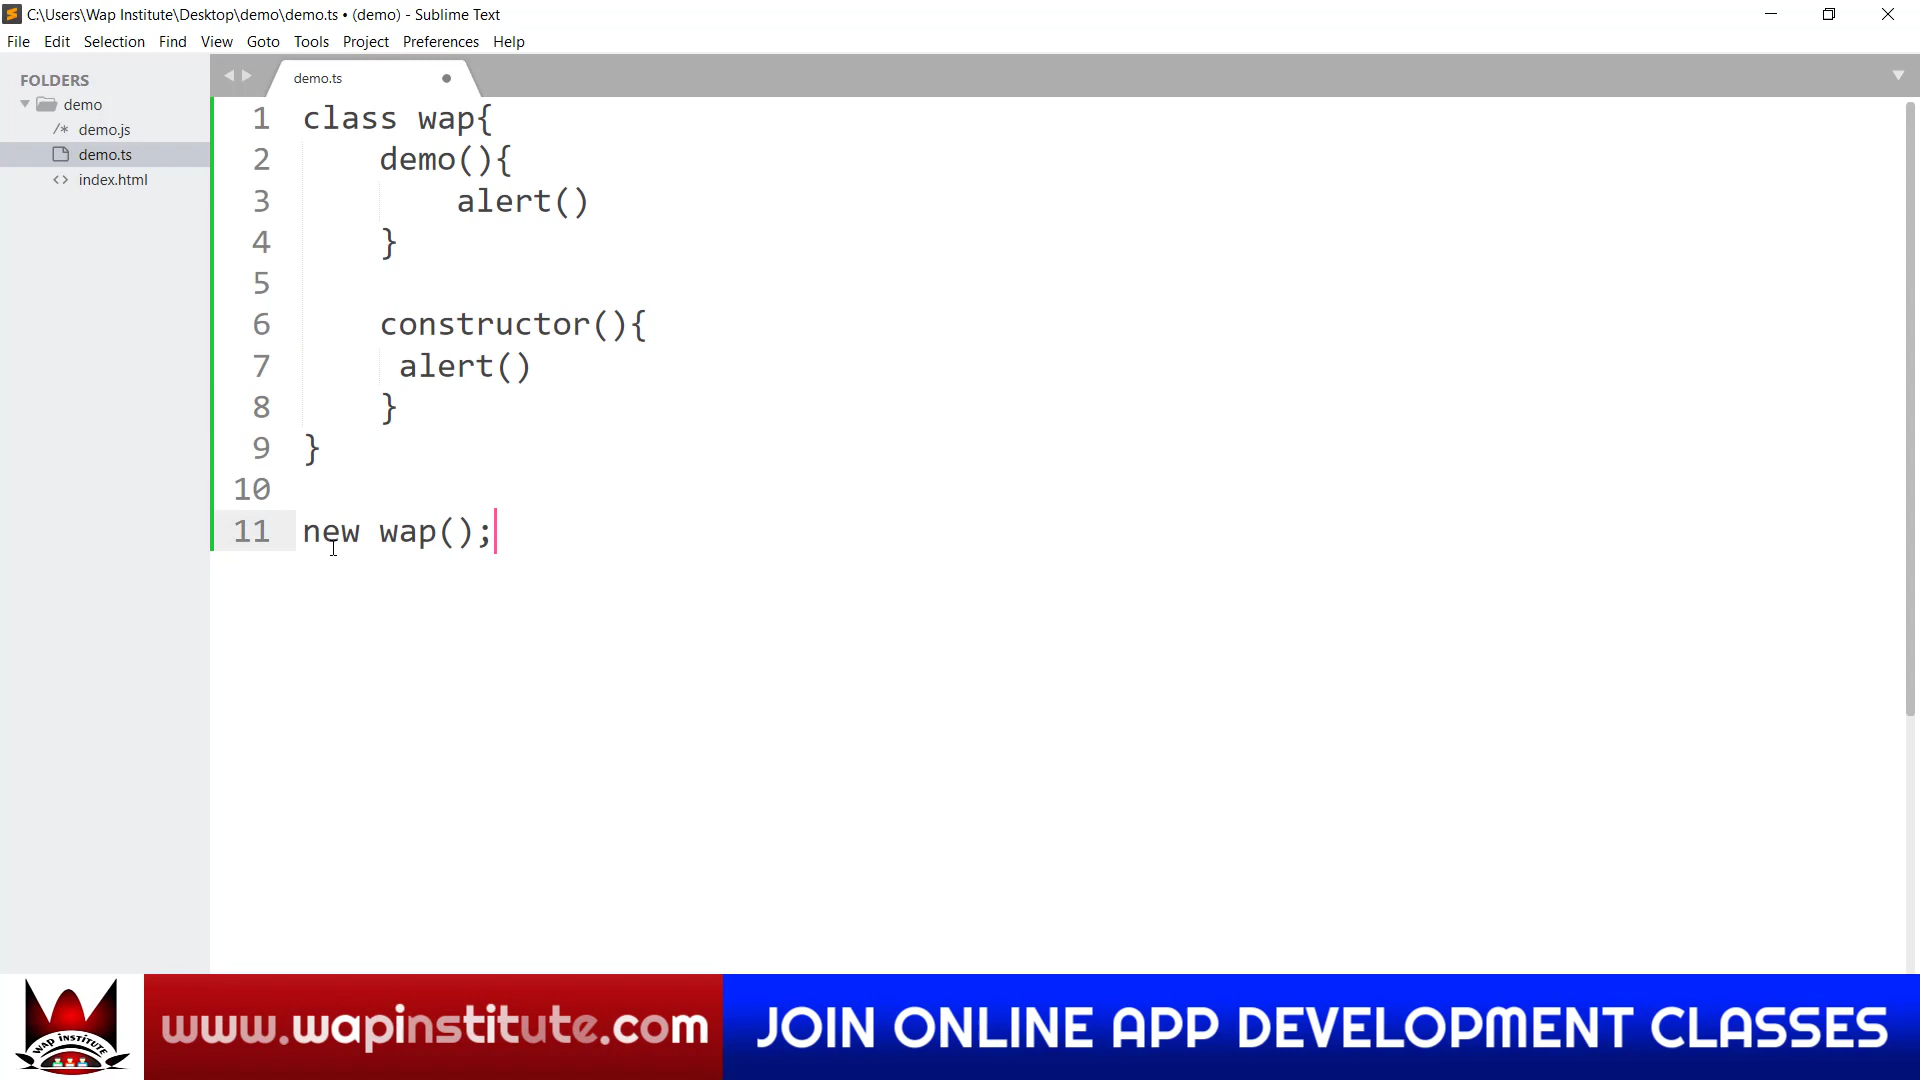 C:\Users\Wap Institute\Desktop\demo\demo.ts • (demo) - Sublime Text
File Edit Selection Find View Goto Tools Project Preferences Help
FOLDERS
demo
/* demo.js
demo.ts
<> index.html
demo.ts
1 class wap{
2 demo(){
3 alert()
4 }
5
6 constructor(){
7 alert()
8 }
9 }
10
11 new wap();
WAP INSTITUTE
www.wapinstitute.com
JOIN ONLINE APP DEVELOPMENT CLASSES